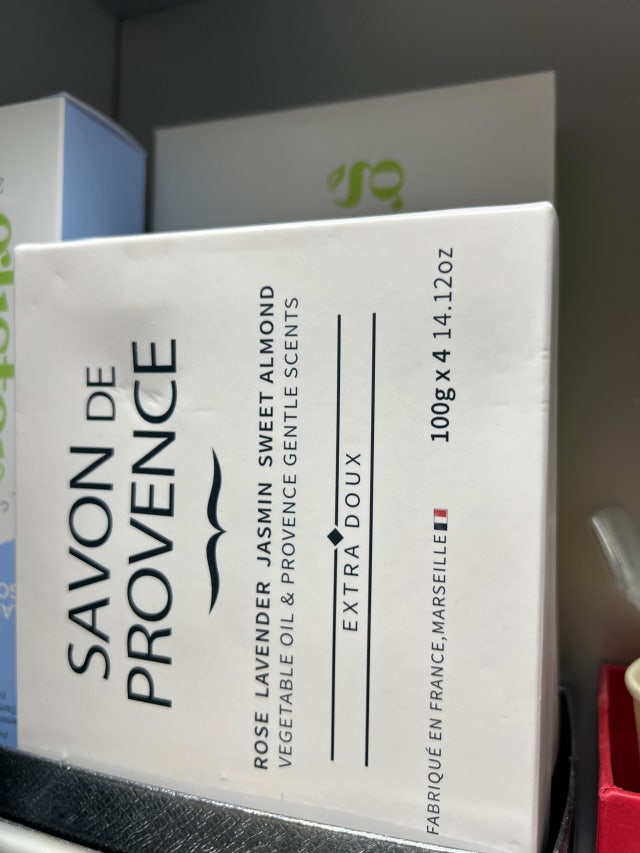 SAVON DE
PROVENCE
ROSE LAVENDER JASMIN SWEET ALMOND
VEGETABLE OIL & PROVENCE GENTLE SCENTS
EXTRA DOUX
FABRIQUÉ EN FRANCE,MARSEILLE 100g x 4 14.12oz